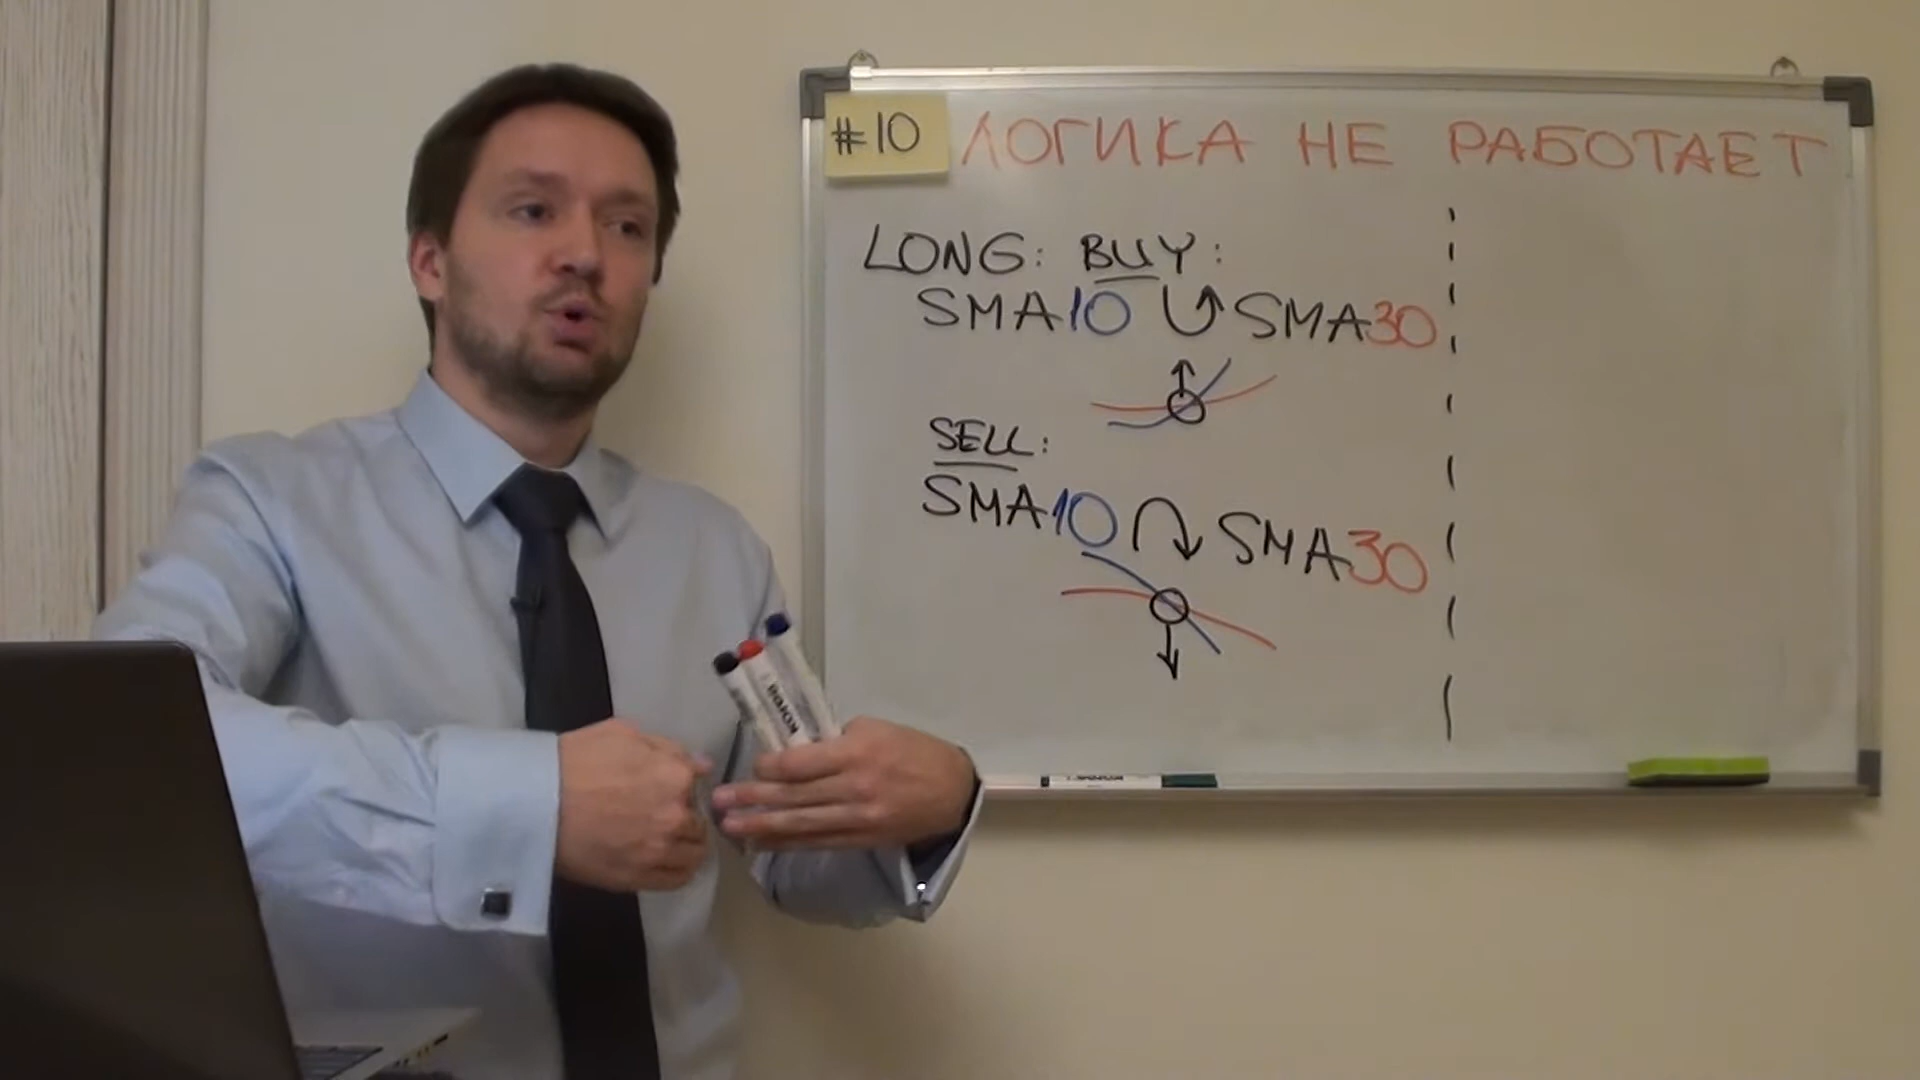 #10 ЛОГИКА НЕ РАБОТАЕТ
LONG: BUY:
SMA10 SMA30
SELL:
SMA10 SMA30